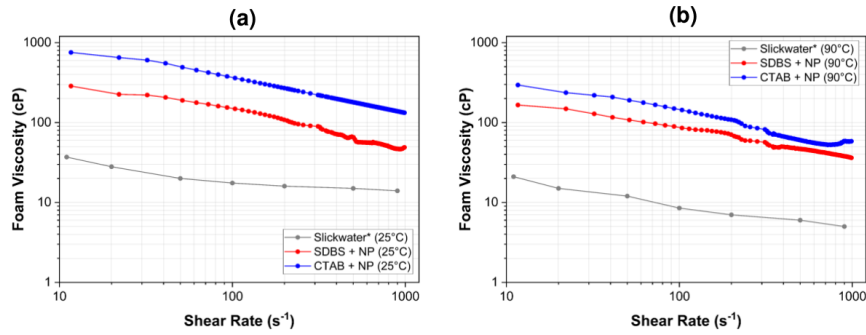 (a)
1000
100
10
1
Foam Viscosity (cP)
Slickwater* (25°C)
SDBS + NP (25°C)
CTAB + NP (25°C)
10
100
1000
Shear Rate (s⁻¹)
(b)
1000
100
10
1
Foam Viscosity (cP)
Slickwater* (90°C)
SDBS + NP (90°C)
CTAB + NP (90°C)
10
100
1000
Shear Rate (s⁻¹)